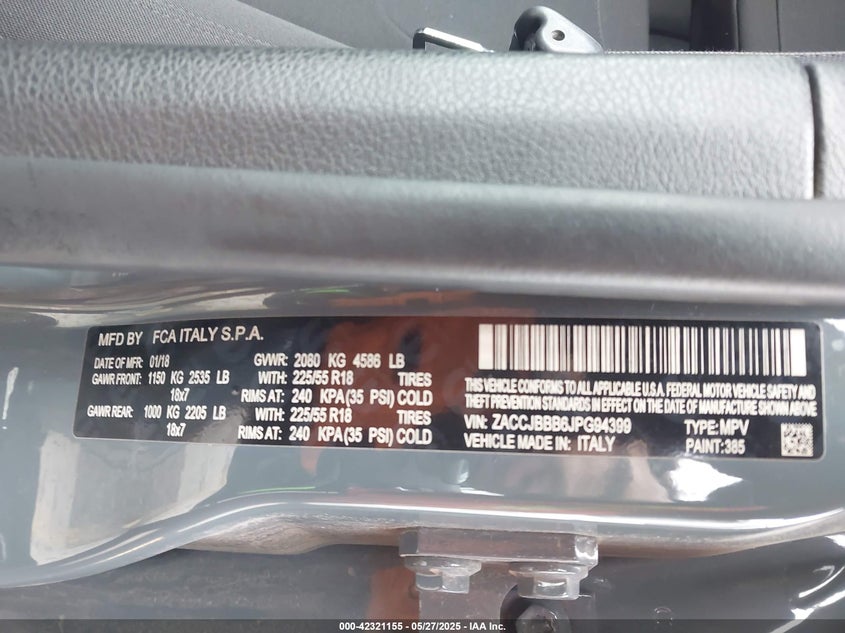 MFD BY FCA ITALY S.P.A.
DATE OF MFR: 01/18 GVWR: 2080 KG 4586 LB
GAWR FRONT: 1150 KG 2535 LB WITH: 225/55 R18 TIRES
18x7 RIMS AT: 240 KPA (35 PSI) COLD
GAWR REAR: 1000 KG 2205 LB WITH: 225/55 R18 TIRES
18x7 RIMS AT: 240 KPA (35 PSI) COLD
THIS VEHICLE CONFORMS TO ALL APPLICABLE U.S.A. FEDERAL MOTOR VEHICLE SAFETY AND
THEFT PREVENTION STANDARDS IN EFFECT ON THE DATE OF MANUFACTURE SHOWN ABOVE.
VIN: ZACCJBBB6JPG94399 TYPE: MPV
VEHICLE MADE IN: ITALY PAINT: 385
000-42321155 - 05/27/2025 - IAA Inc.